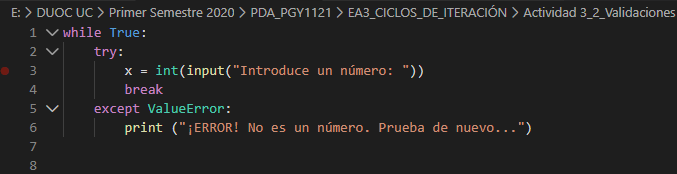 E: > DUOC UC > Primer Semestre 2020 > PDA_PGY1121 > EA3_CICLOS_DE_ITERACIÓN > Actividad 3_2_Validaciones
1 while True:
2 try:
3 x = int(input("Introduce un número: "))
4 break
5 except ValueError:
6 print ("¡ERROR! No es un número. Prueba de nuevo...")
7
8